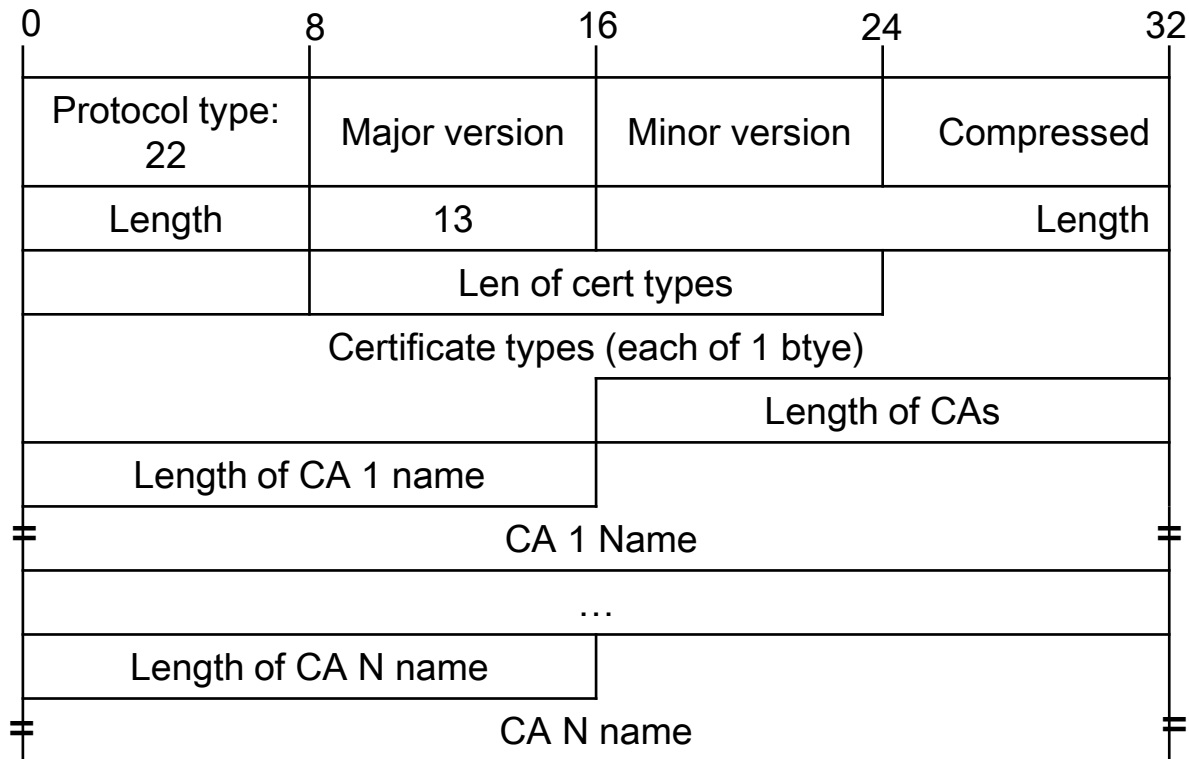 0 8 16 24 32
Protocol type:
22
Major version
Minor version
Compressed
Length
13
Length
Len of cert types
Certificate types (each of 1 btye)
Length of CAs
Length of CA 1 name
CA 1 Name
…
Length of CA N name
CA N name